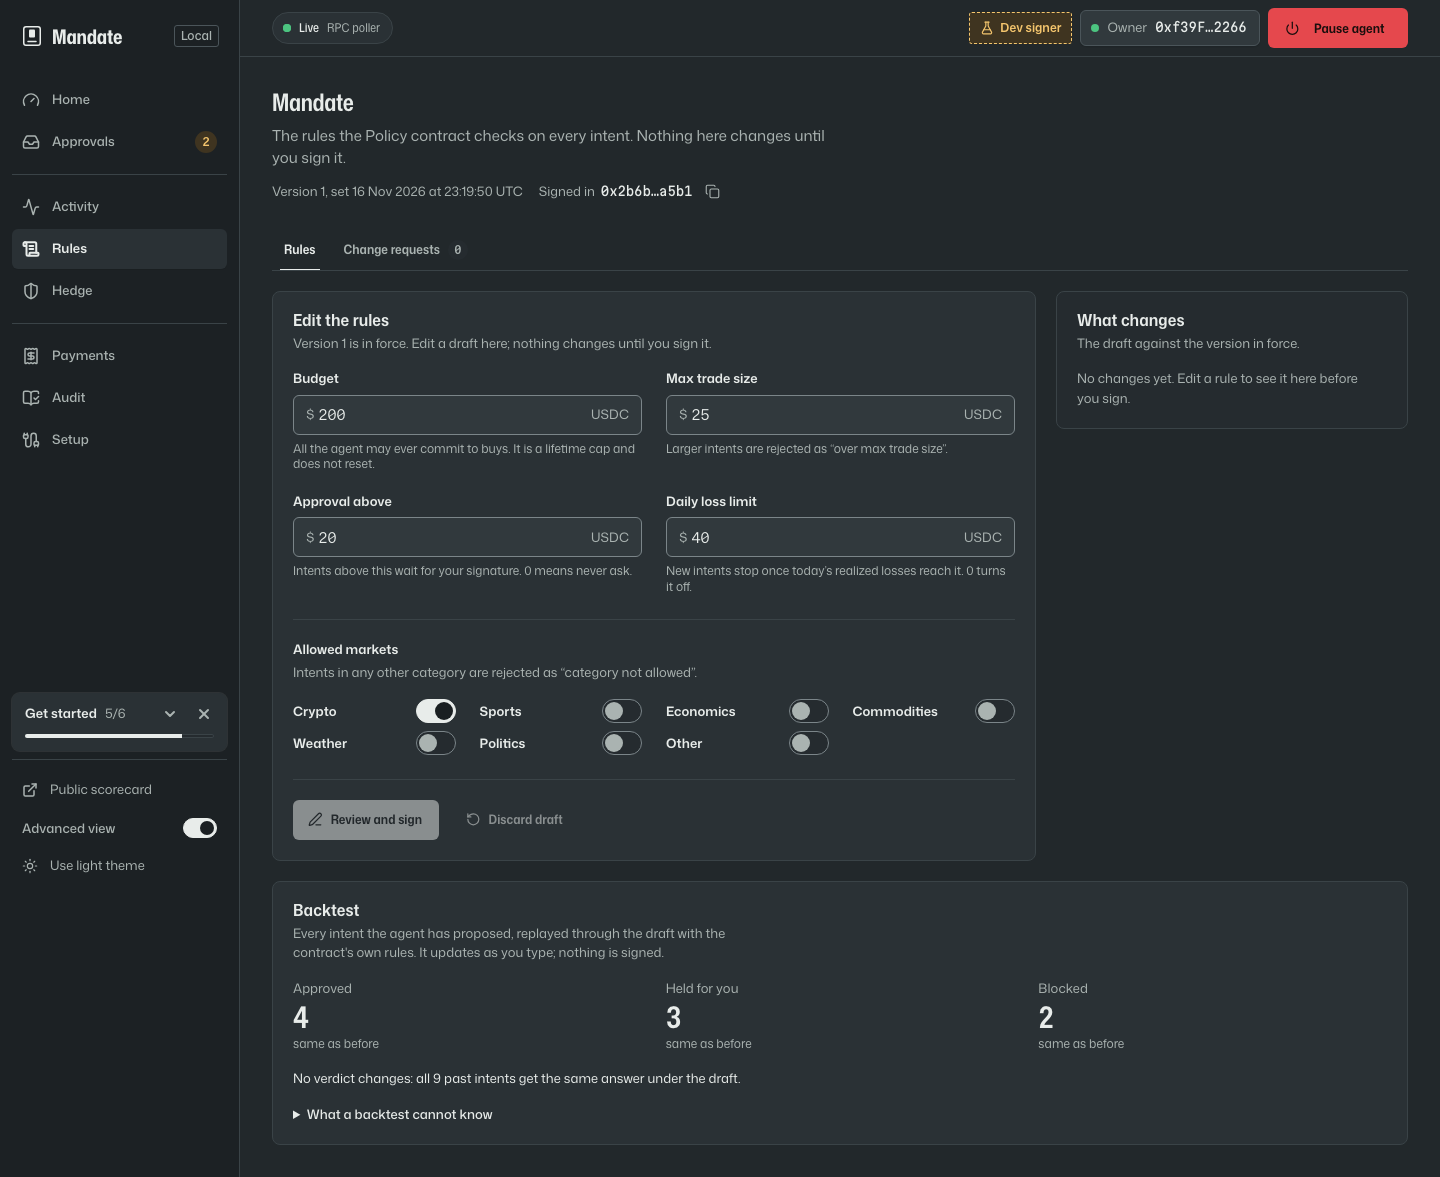 Mandate
Local
Home
Approvals
2
Activity
Rules
Hedge
Payments
Audit
Setup
Get started 5/6
Public scorecard
Advanced view
Use light theme
Live RPC poller
Dev signer
Owner 0xf39F…2266
Pause agent
Mandate
The rules the Policy contract checks on every intent. Nothing here changes until
you sign it.
Version 1, set 16 Nov 2026 at 23:19:50 UTC Signed in 0x2b6b…a5b1
Rules
Change requests 0
Edit the rules
Version 1 is in force. Edit a draft here; nothing changes until you sign it.
Budget
$ 200 USDC
All the agent may ever commit to buys. It is a lifetime cap and
does not reset.
Max trade size
$ 25 USDC
Larger intents are rejected as “over max trade size”.
Approval above
$ 20 USDC
Intents above this wait for your signature. 0 means never ask.
Daily loss limit
$ 40 USDC
New intents stop once today’s realized losses reach it. 0 turns
it off.
Allowed markets
Intents in any other category are rejected as “category not allowed”.
Crypto
Sports
Economics
Commodities
Weather
Politics
Other
Review and sign
Discard draft
What changes
The draft against the version in force.
No changes yet. Edit a rule to see it here before
you sign.
Backtest
Every intent the agent has proposed, replayed through the draft with the
contract’s own rules. It updates as you type; nothing is signed.
Approved
4
same as before
Held for you
3
same as before
Blocked
2
same as before
No verdict changes: all 9 past intents get the same answer under the draft.
What a backtest cannot know